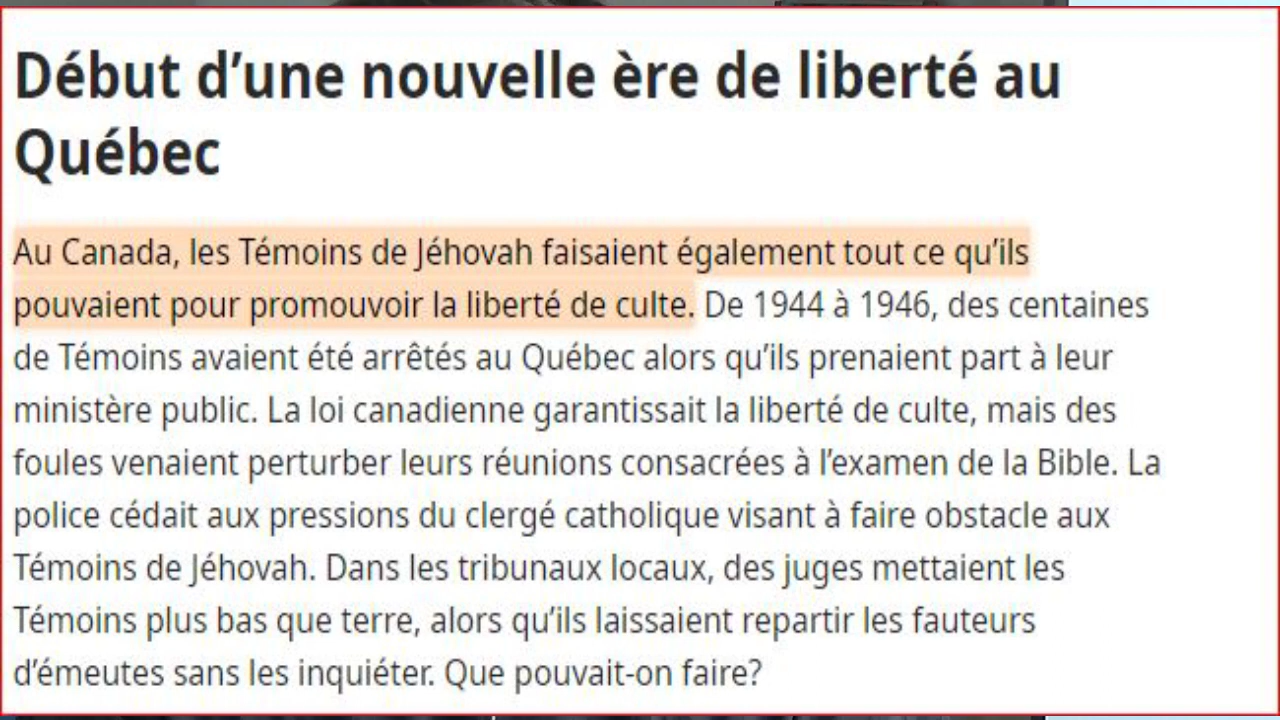 Début d’une nouvelle ère de liberté au
Québec
Au Canada, les Témoins de Jéhovah faisaient également tout ce qu’ils
pouvaient pour promouvoir la liberté de culte. De 1944 à 1946, des centaines
de Témoins avaient été arrêtés au Québec alors qu’ils prenaient part à leur
ministère public. La loi canadienne garantissait la liberté de culte, mais des
foules venaient perturber leurs réunions consacrées à l’examen de la Bible. La
police cédait aux pressions du clergé catholique visant à faire obstacle aux
Témoins de Jéhovah. Dans les tribunaux locaux, des juges mettaient les
Témoins plus bas que terre, alors qu’ils laissaient repartir les fauteurs
d’émeutes sans les inquiéter. Que pouvait-on faire?